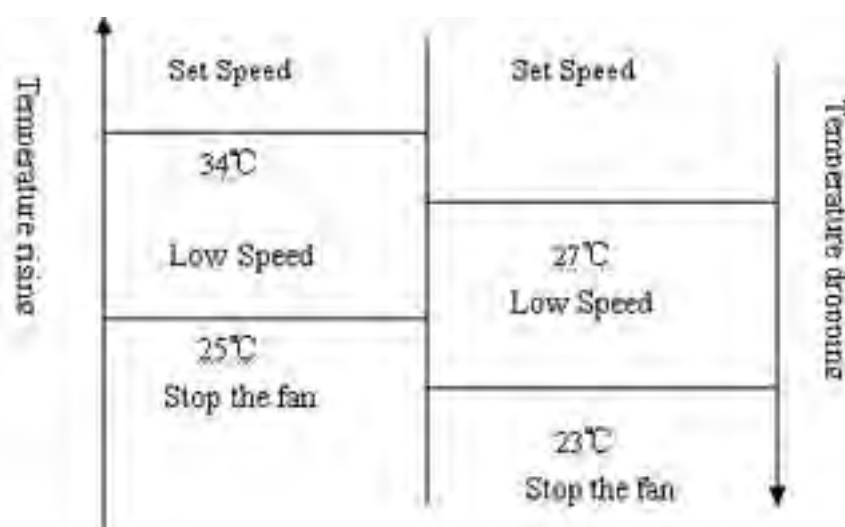 Set Speed
Set Speed
34℃
Low Speed
27℃
Low Speed
25℃
Stop the fan
23℃
Stop the fan
Temperature rising
Temperature dropping